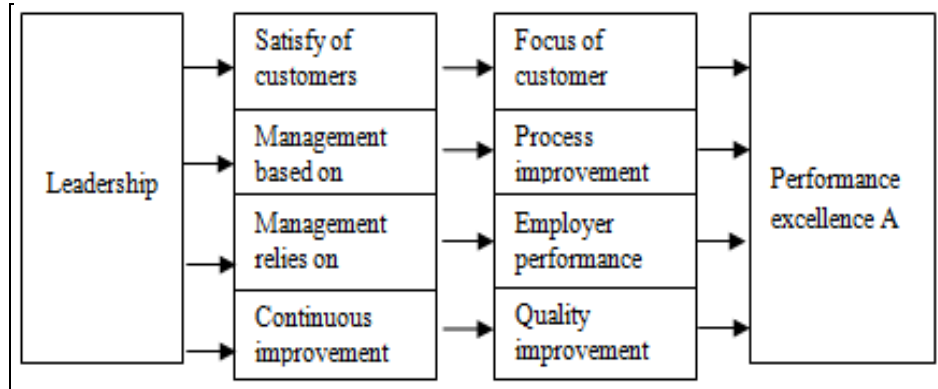 Leadership
Satisfy of
customers
Management
based on
Management
relies on
Continuous
improvement
Focus of
customer
Process
improvement
Employer
performance
Quality
improvement
Performance
excellence A